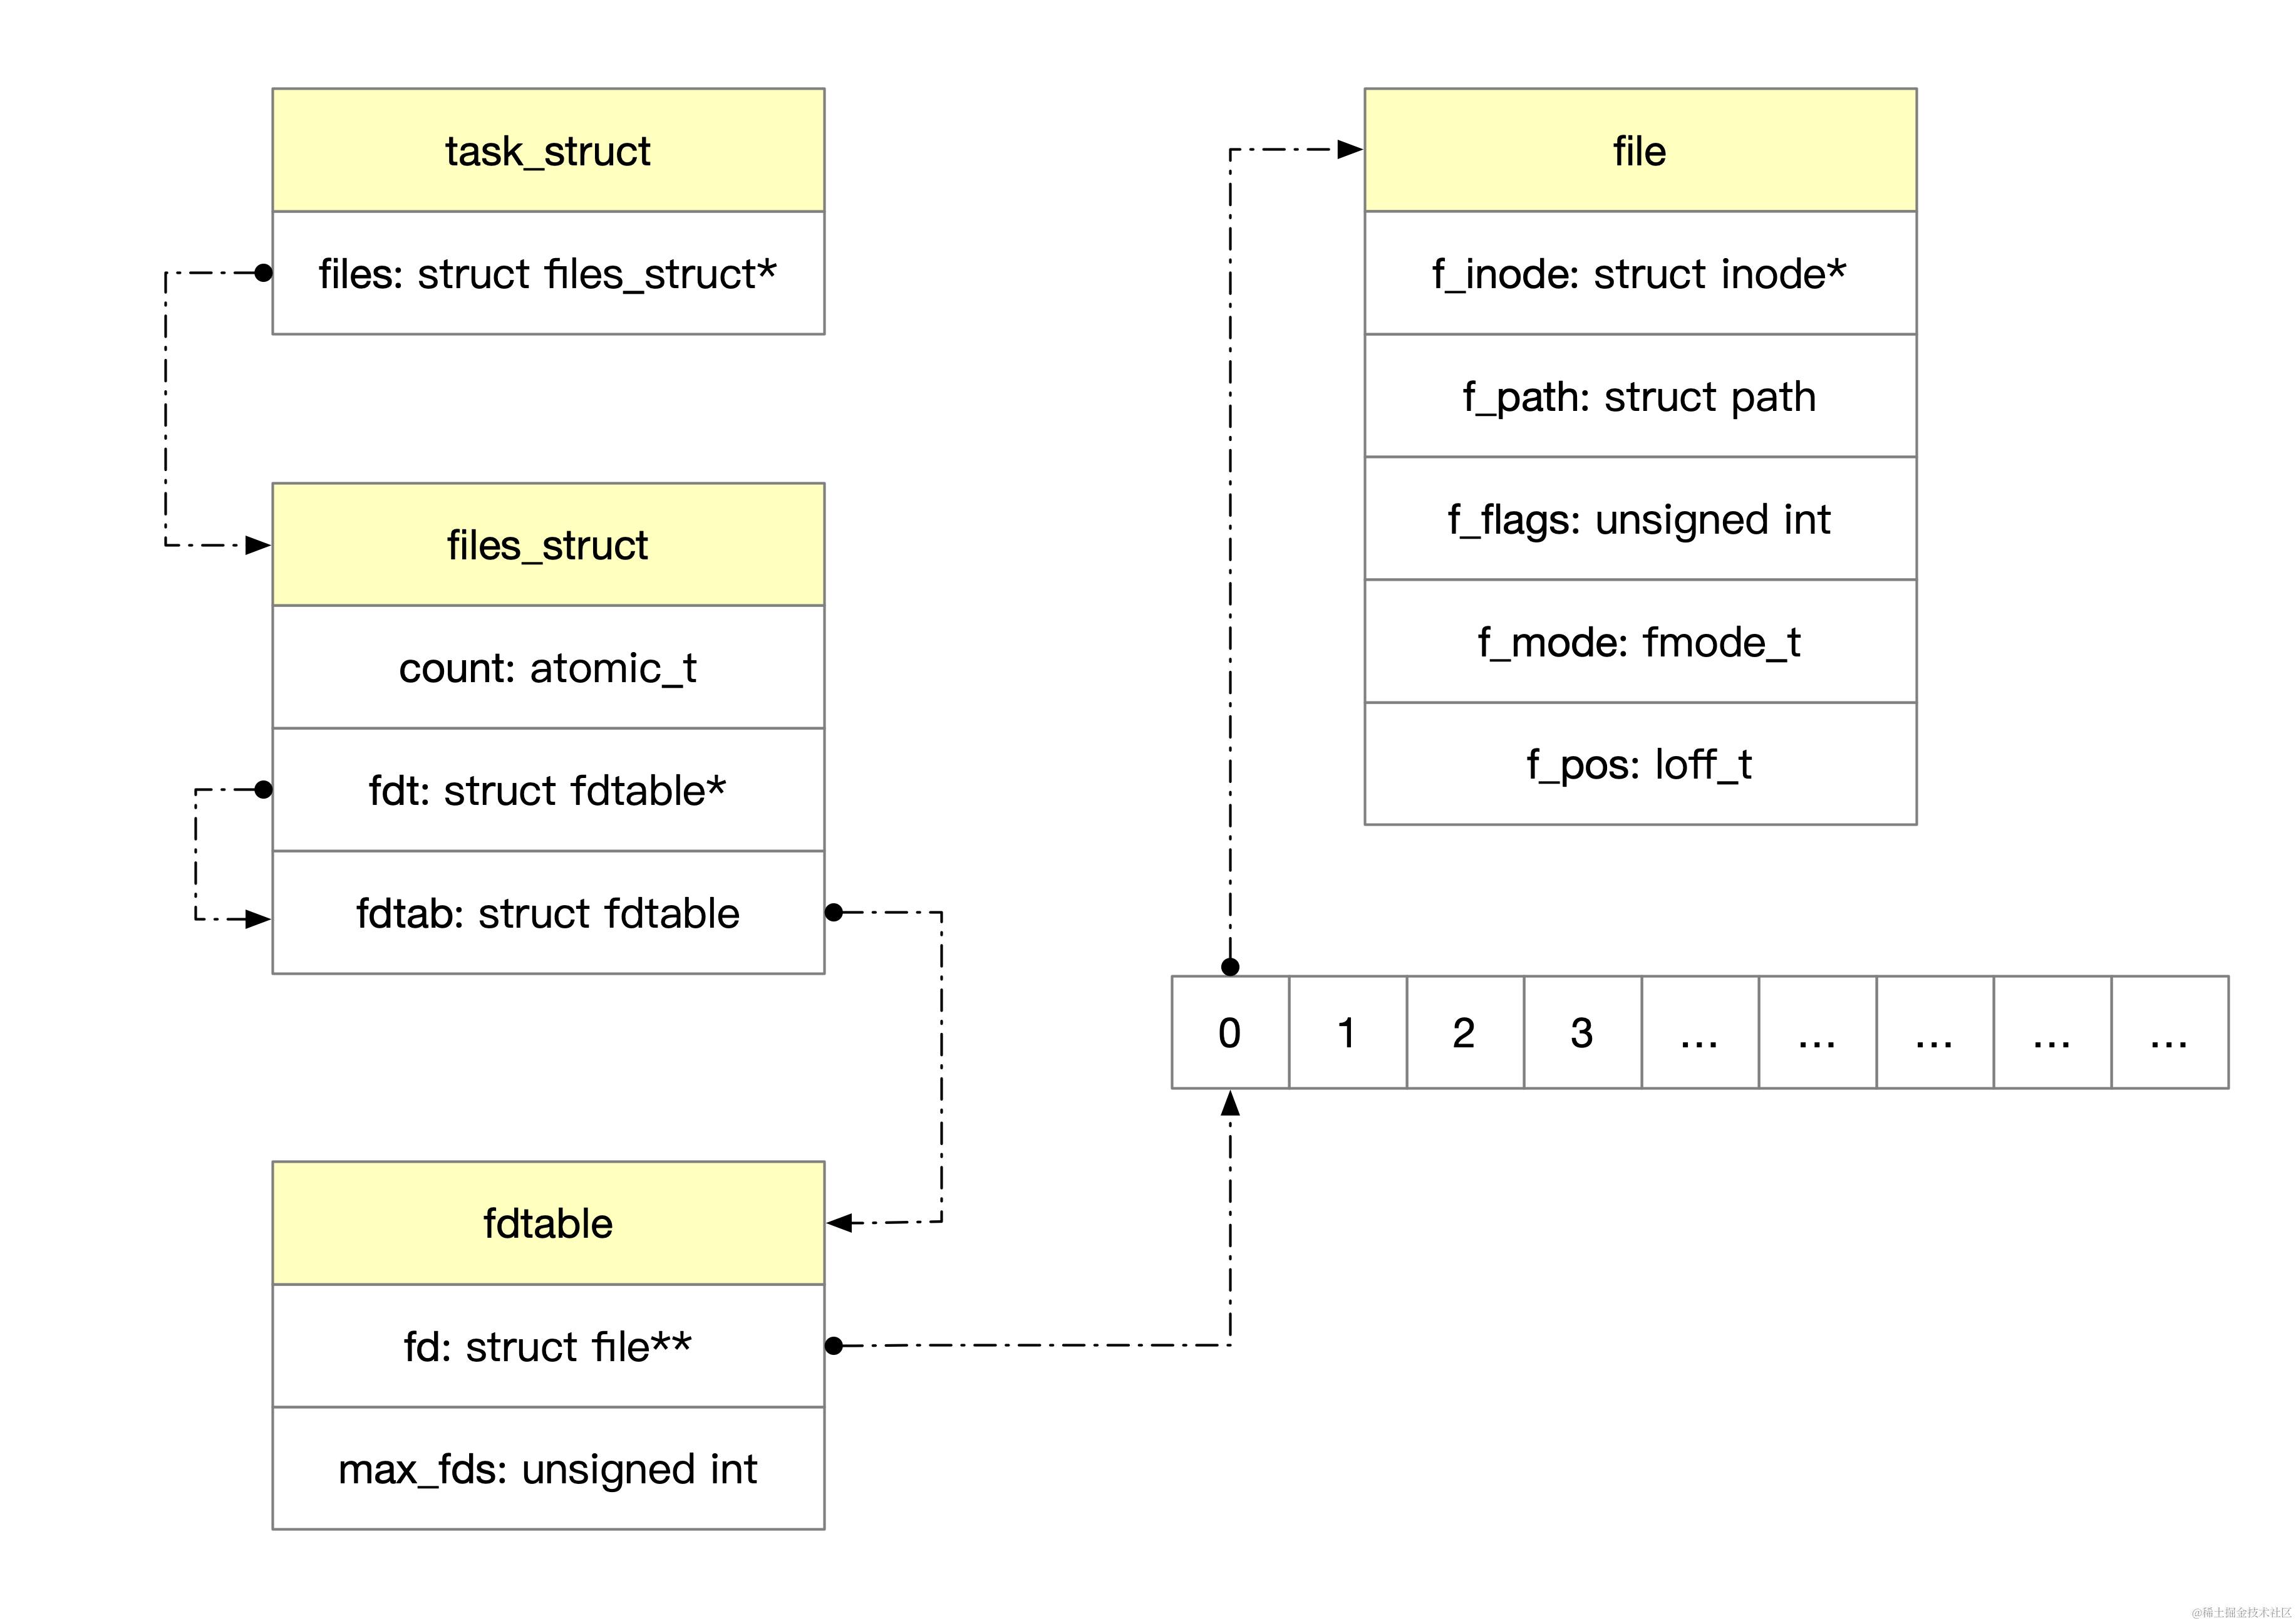 task_struct
files: struct files_struct*
files_struct
count: atomic_t
fdt: struct fdtable*
fdtab: struct fdtable
fdtable
fd: struct file**
max_fds: unsigned int
file
f_inode: struct inode*
f_path: struct path
f_flags: unsigned int
f_mode: fmode_t
f_pos: loff_t
0 1 2 3 ... ... ... ... ...
@稀土掘金技术社区